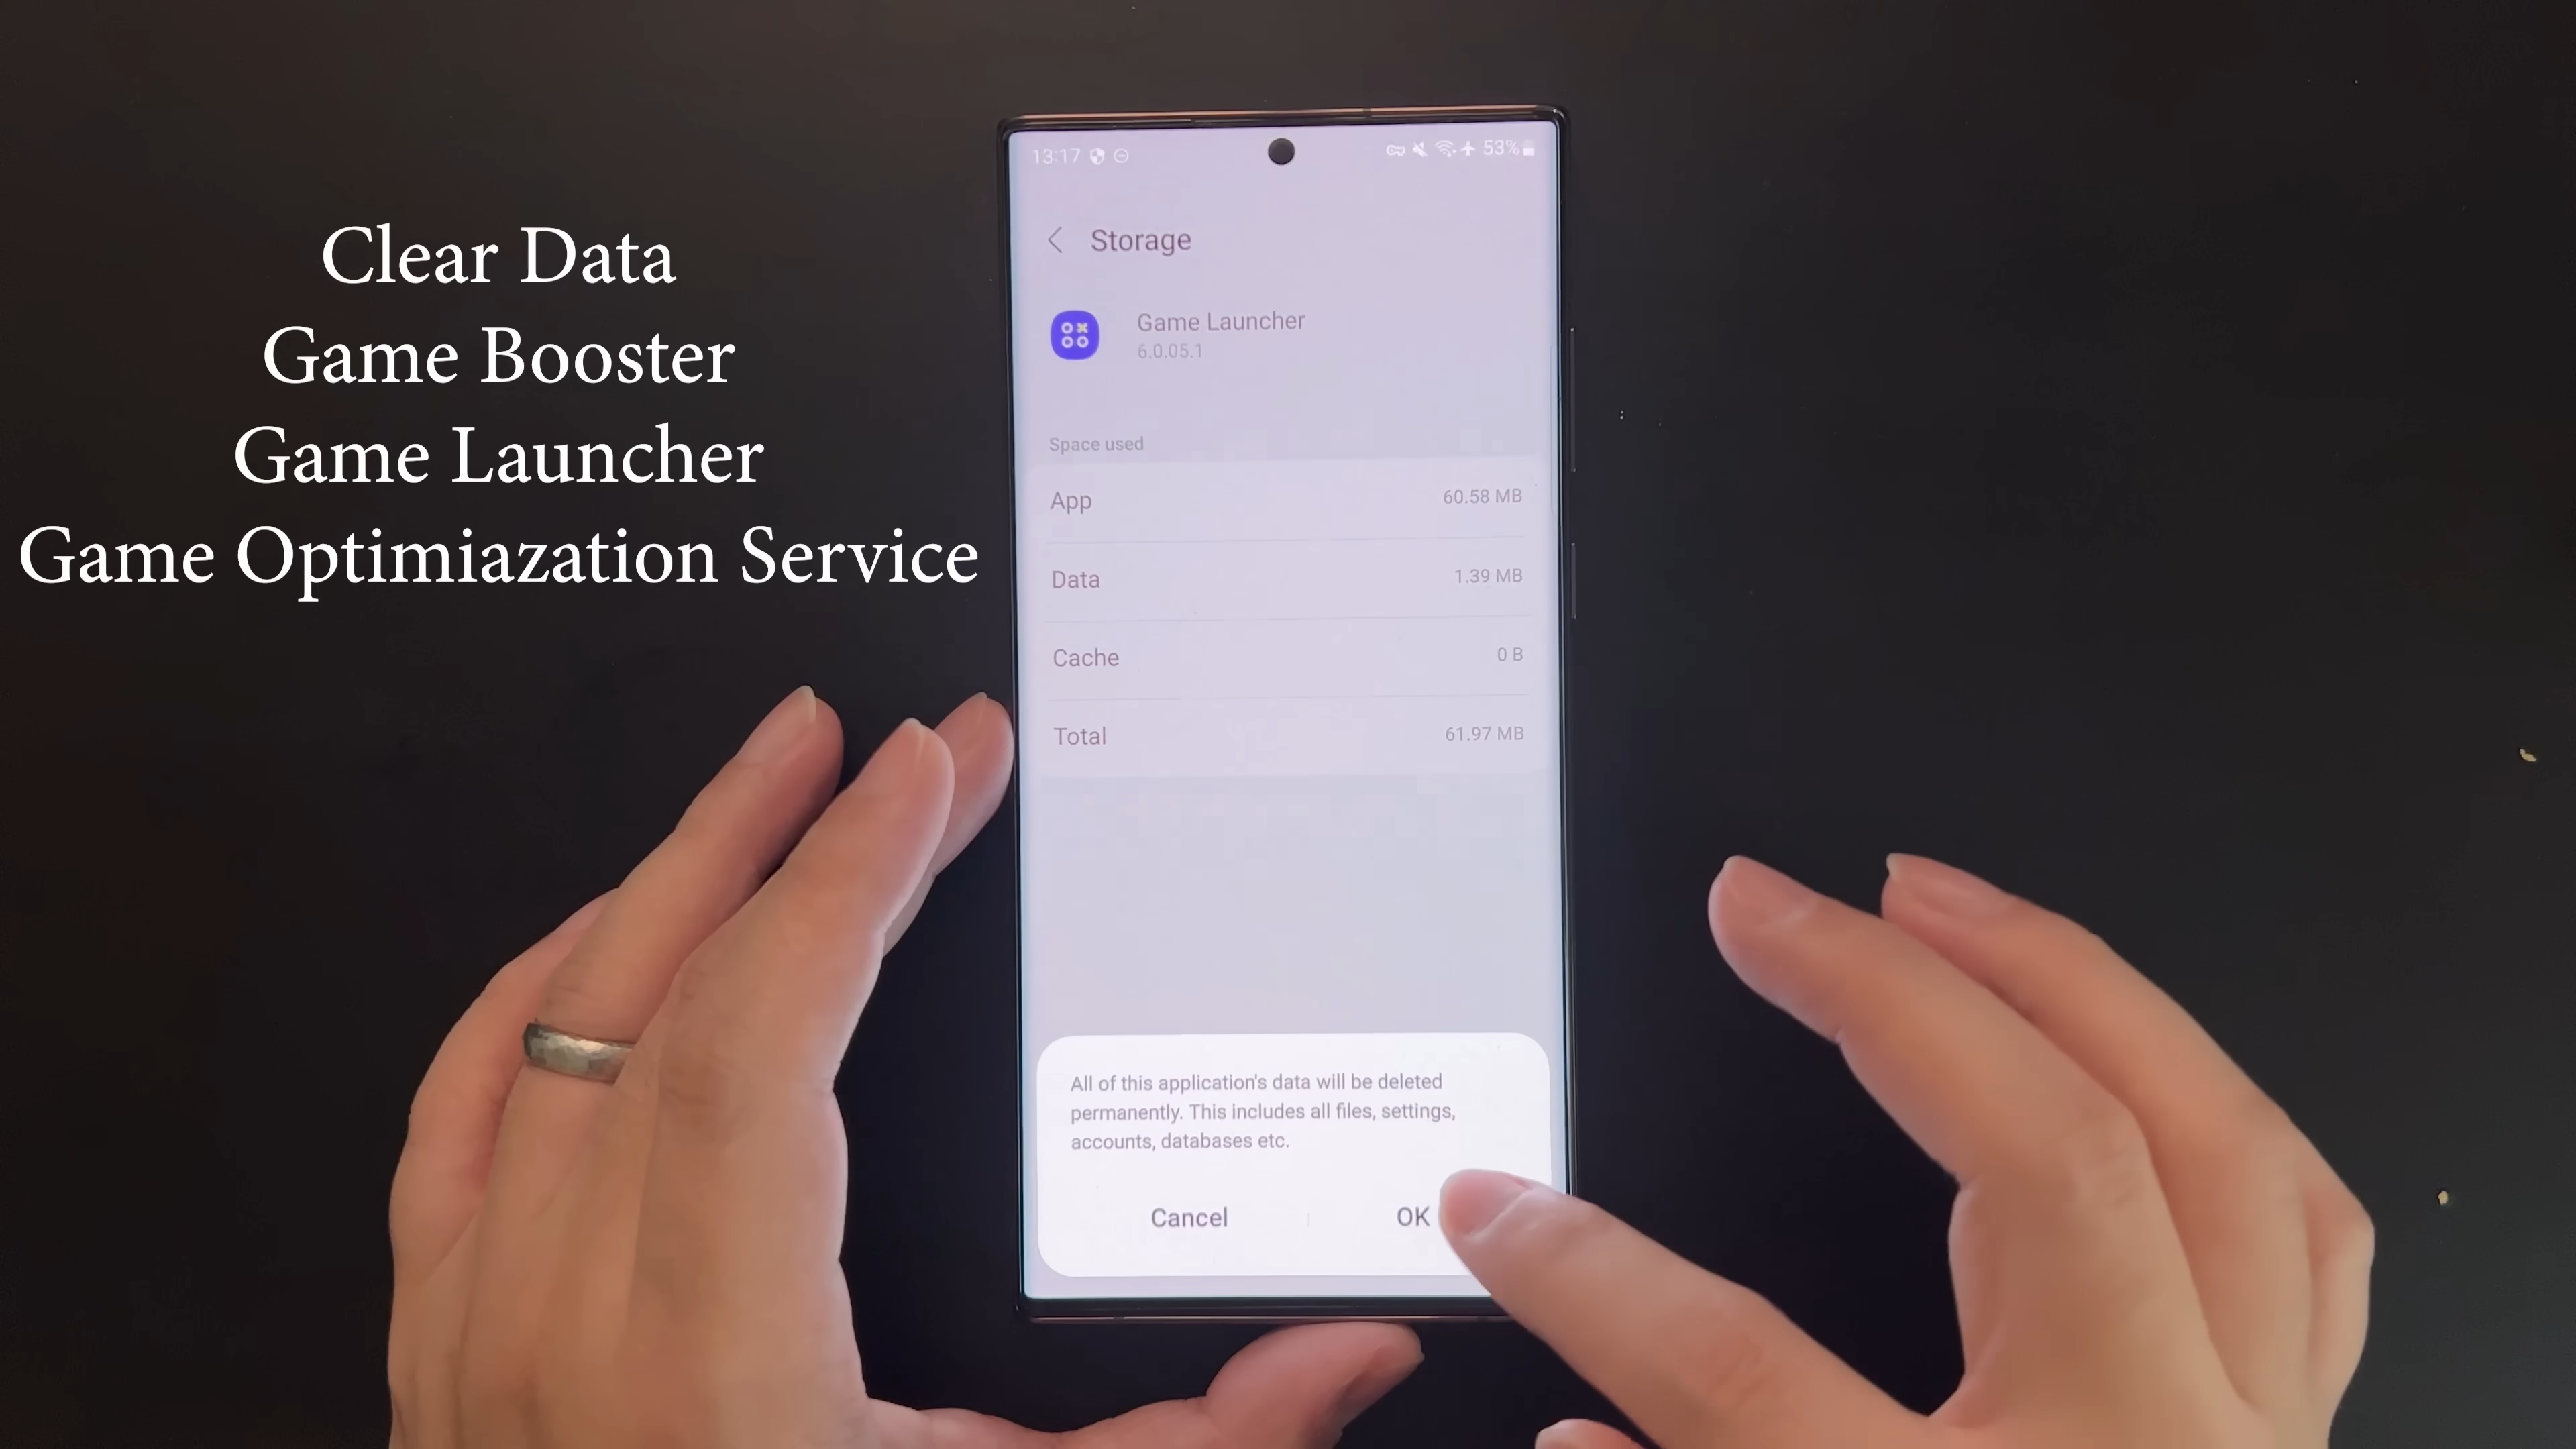 Clear Data
Game Booster
Game Launcher
Game Optimiazation Service
13:17
53%
Storage
Game Launcher
6.0.05.1
Space used
App 60.58 MB
Data 1.39 MB
Cache 0 B
Total 61.97 MB
All of this application's data will be deleted
permanently. This includes all files, settings,
accounts, databases etc.
Cancel OK